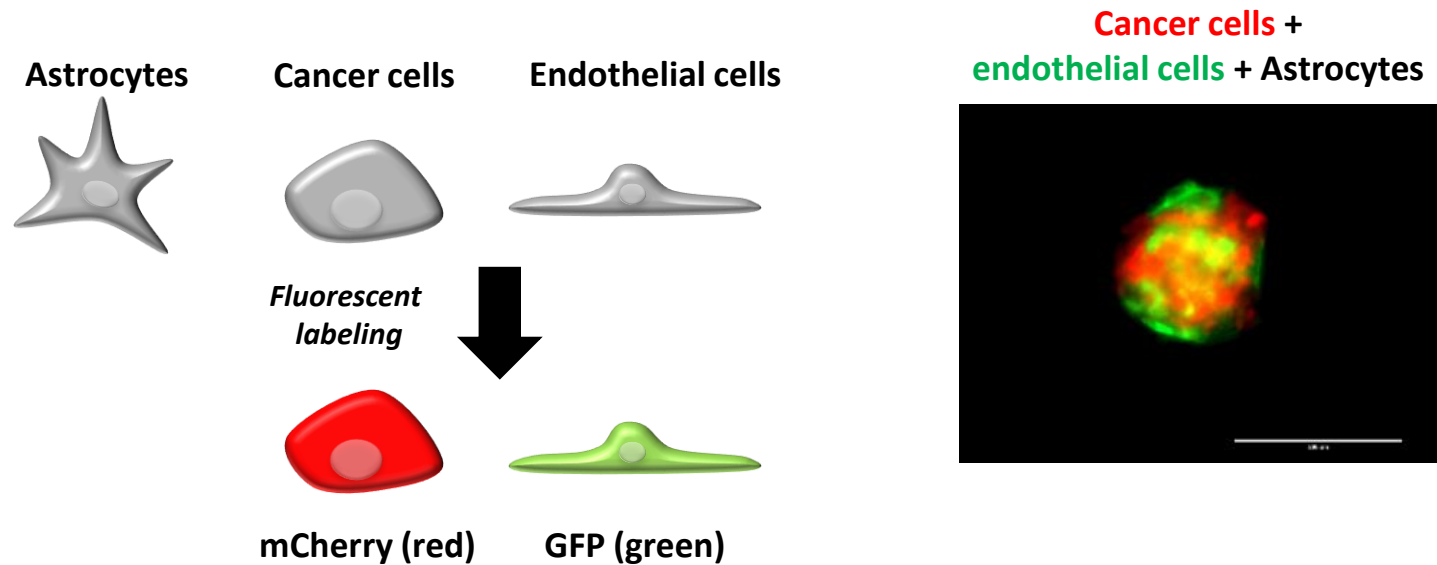 Astrocytes
Cancer cells
Endothelial cells
Fluorescent
labeling
mCherry (red)
GFP (green)
Cancer cells +
endothelial cells + Astrocytes